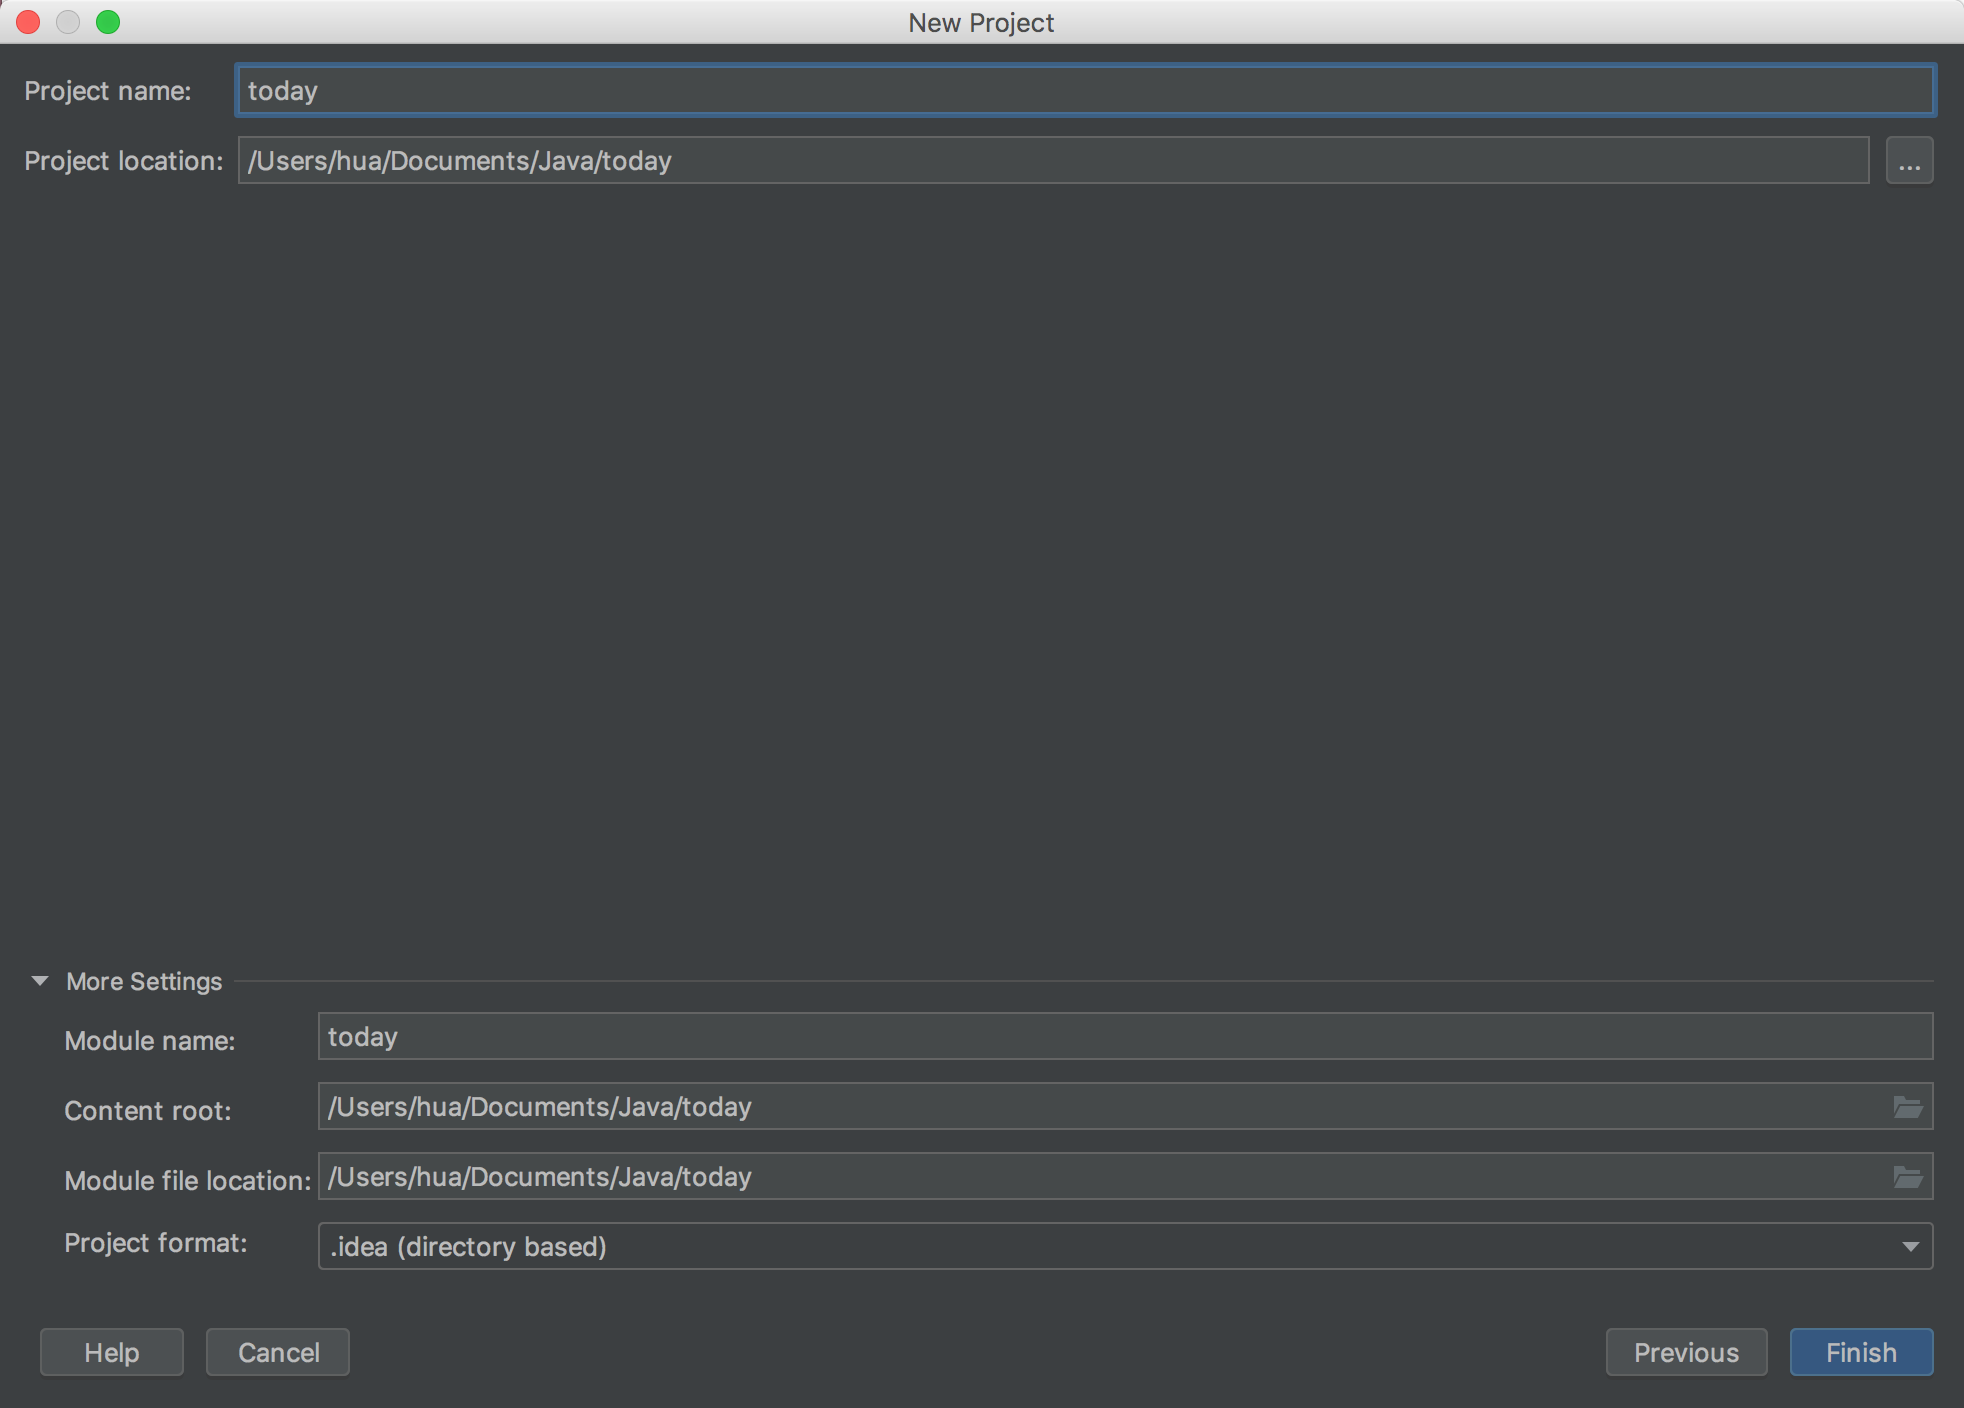 New Project
Project name: today
Project location: /Users/hua/Documents/Java/today ...
More Settings
Module name: today
Content root: /Users/hua/Documents/Java/today
Module file location: /Users/hua/Documents/Java/today
Project format: .idea (directory based)
Help Cancel Previous Finish